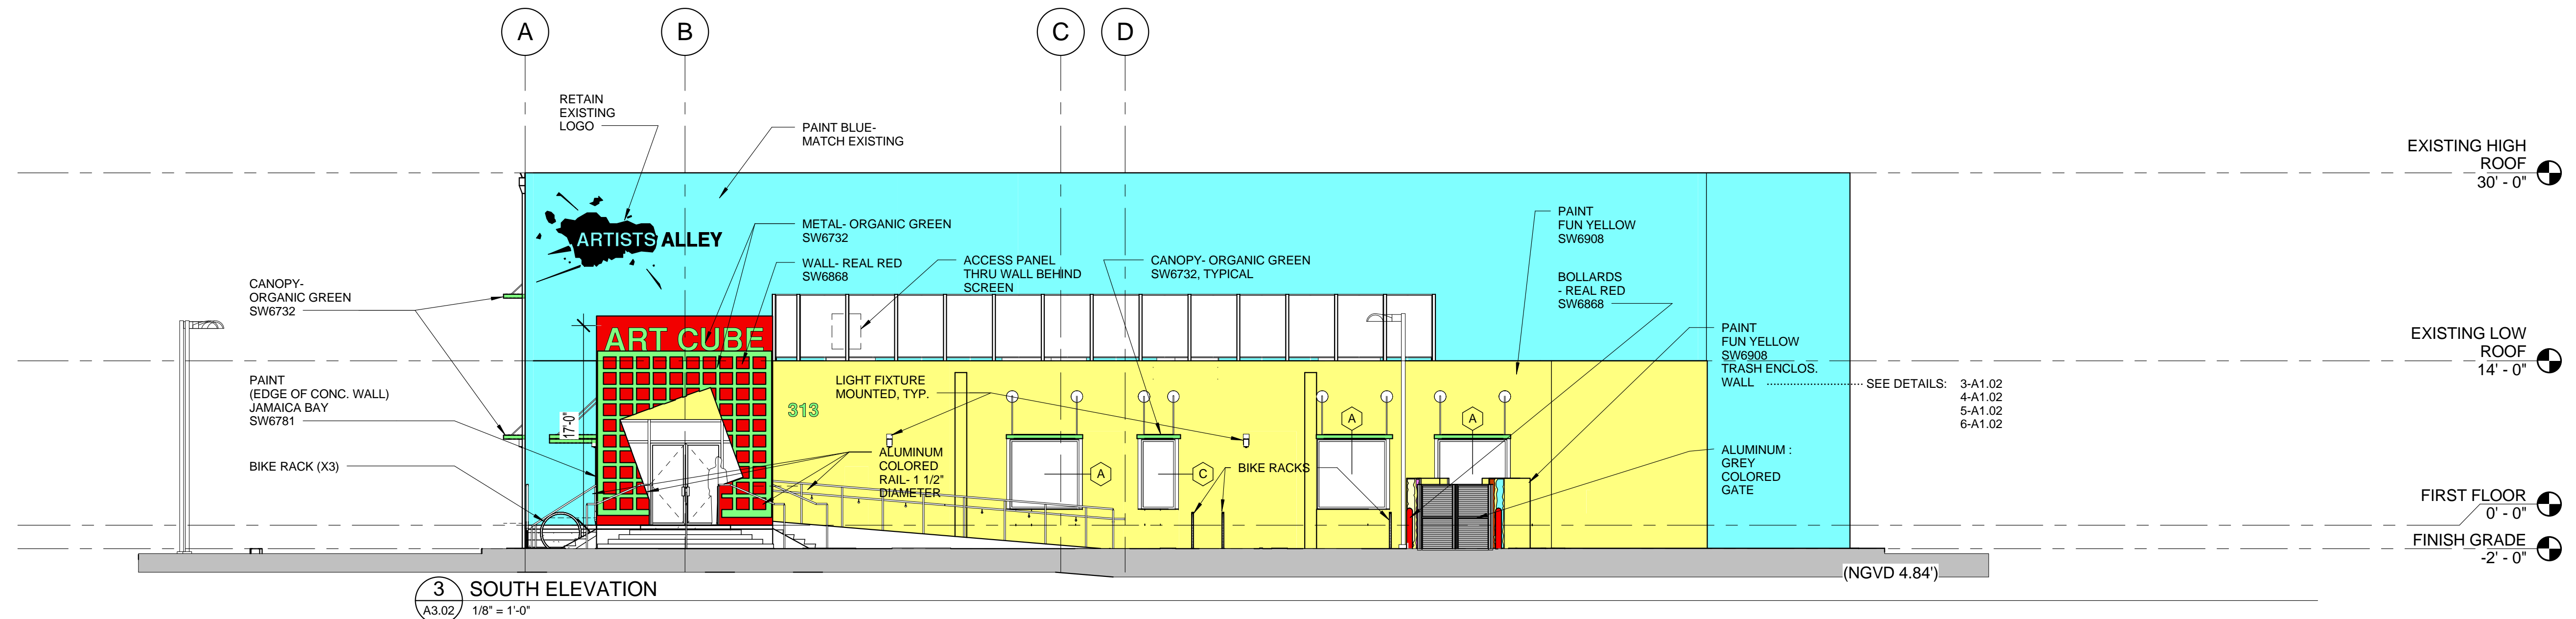 A
B
C
D
RETAIN
EXISTING
LOGO
PAINT BLUE-
MATCH EXISTING
EXISTING HIGH
ROOF
30' - 0"
ARTISTS ALLEY
METAL- ORGANIC GREEN
SW6732
WALL- REAL RED
SW6868
ACCESS PANEL
THRU WALL BEHIND
SCREEN
CANOPY- ORGANIC GREEN
SW6732, TYPICAL
PAINT
FUN YELLOW
SW6908
BOLLARDS
- REAL RED
SW6868
CANOPY-
ORGANIC GREEN
SW6732
ART CUBE
PAINT
FUN YELLOW
SW6908
TRASH ENCLOS.
WALL
SEE DETAILS:
3-A1.02
4-A1.02
5-A1.02
6-A1.02
EXISTING LOW
ROOF
14' - 0"
PAINT
(EDGE OF CONC. WALL)
JAMAICA BAY
SW6781
17'-0"
313
LIGHT FIXTURE
MOUNTED, TYP.
A
A
BIKE RACK (X3)
ALUMINUM
COLORED
RAIL- 1 1/2"
DIAMETER
A
C
BIKE RACKS
ALUMINUM :
GREY
COLORED
GATE
FIRST FLOOR
0' - 0"
FINISH GRADE
-2' - 0"
(NGVD 4.84')
3
A3.02
SOUTH ELEVATION
1/8" = 1'-0"